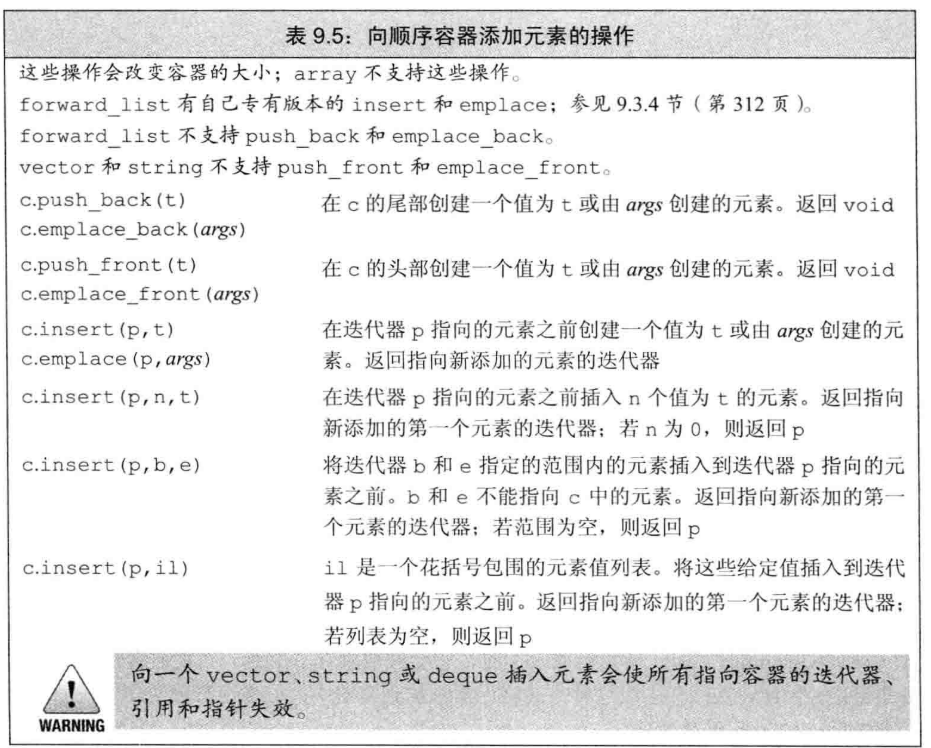 表 9.5：向顺序容器添加元素的操作
这些操作会改变容器的大小；array 不支持这些操作。
forward_list 有自己专有版本的 insert 和 emplace；参见 9.3.4 节（第 312 页）。
forward_list 不支持 push_back 和 emplace_back。
vector 和 string 不支持 push_front 和 emplace_front。
c.push_back(t) 在 c 的尾部创建一个值为 t 或由 args 创建的元素。返回 void
c.emplace_back(args)
c.push_front(t) 在 c 的头部创建一个值为 t 或由 args 创建的元素。返回 void
c.emplace_front(args)
c.insert(p,t) 在迭代器 p 指向的元素之前创建一个值为 t 或由 args 创建的元
c.emplace(p,args) 素。返回指向新添加的元素的迭代器
c.insert(p,n,t) 在迭代器 p 指向的元素之前插入 n 个值为 t 的元素。返回指向
新添加的第一个元素的迭代器；若 n 为 0，则返回 p
c.insert(p,b,e) 将迭代器 b 和 e 指定的范围内的元素插入到迭代器 p 指向的元
素之前。b 和 e 不能指向 c 中的元素。返回指向新添加的第一
个元素的迭代器；若范围为空，则返回 p
c.insert(p,il) il 是一个花括号包围的元素值列表。将这些给定值插入到迭代
器 p 指向的元素之前。返回指向新添加的第一个元素的迭代器；
若列表为空，则返回 p
向一个 vector、string 或 deque 插入元素会使所有指向容器的迭代器、
引用和指针失效。
WARNING